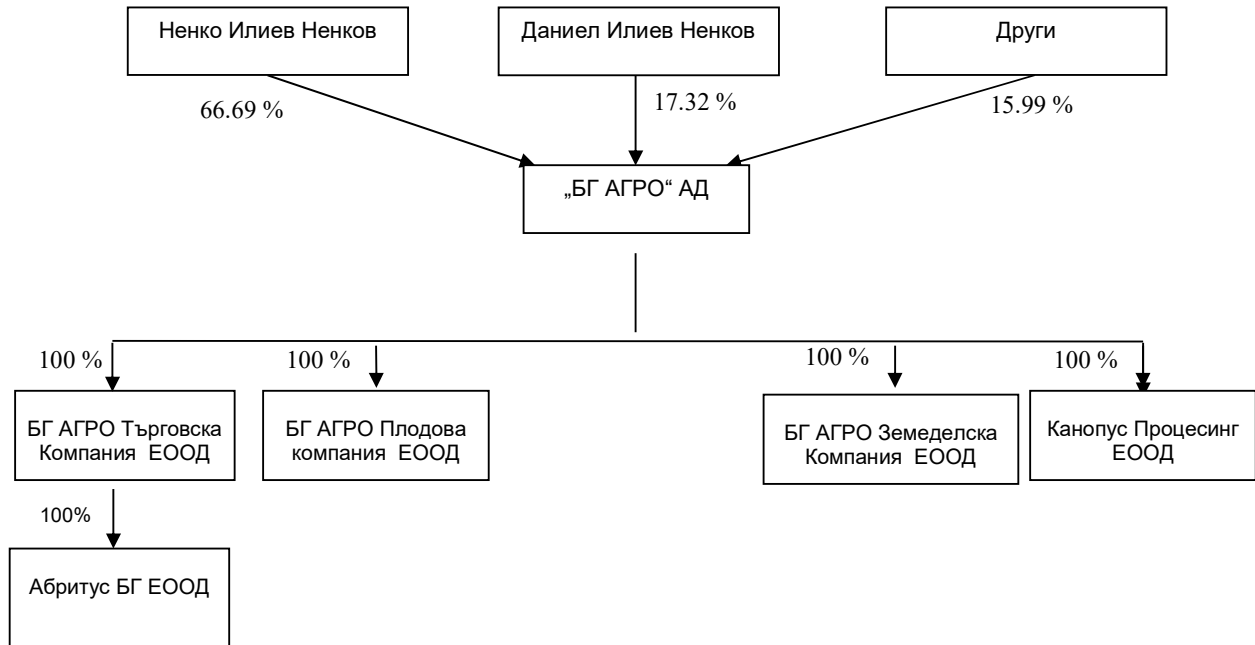 Ненко Илиев Ненков
Даниел Илиев Ненков
Други
66.69 %
17.32 %
15.99 %
„БГ АГРО“ АД
100 %
100 %
100 %
100 %
БГ АГРО Търговска
Компания ЕООД
БГ АГРО Плодова
компания ЕООД
БГ АГРО Земеделска
Компания ЕООД
Канопус Процесинг
ЕООД
100%
Абритус БГ ЕООД